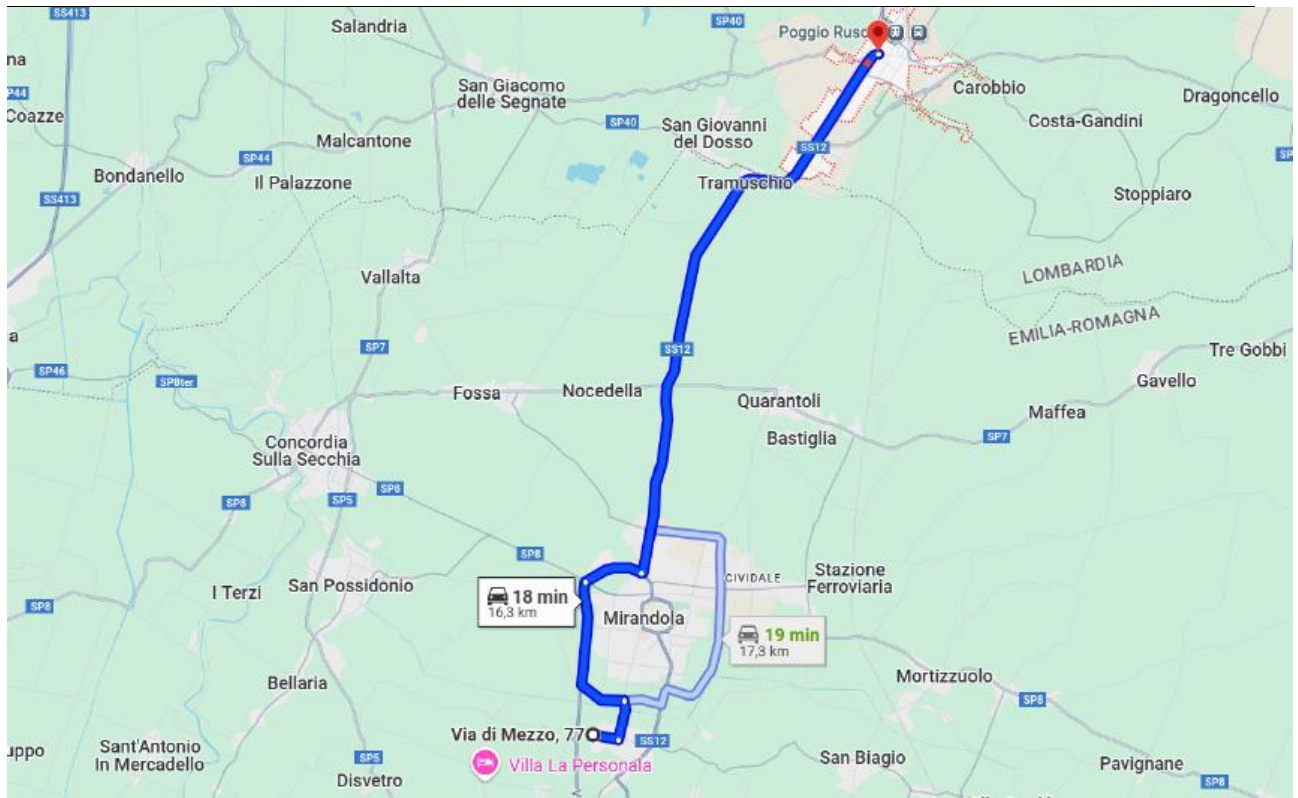 SS413
Salandria
SP40
Poggio Rusc
na
San Giacomo
delle Segnate
Carobbio
Dragoncello
SP44
Coazze
SP40
San Giovanni
del Dosso
Costa-Gandini
Malcantone
SS12
SP44
Bondanello
Il Palazzone
Tramuschio
SS413
Stoppiaro
Vallalta
LOMBARDIA
EMILIA-ROMAGNA
a
SP7
SS12
Tre Gobbi
SP46
SP8ter
Gavello
Fossa
Nocedella
Quarantoli
Maffea
Bastiglia
SP7
Concordia
Sulla Secchia
SP8
SP5
SP8
SP8
CIVIDALE
Stazione
Ferroviaria
San Possidonio
I Terzi
18 min
16,3 km
SP8
Mirandola
19 min
17,3 km
Bellaria
Mortizzuolo
SP8
Via di Mezzo, 77
SS12
uppo
Sant'Antonio
In Mercadello
SP5
Villa La Personala
San Biagio
Pavignane
Disvetro
SP8